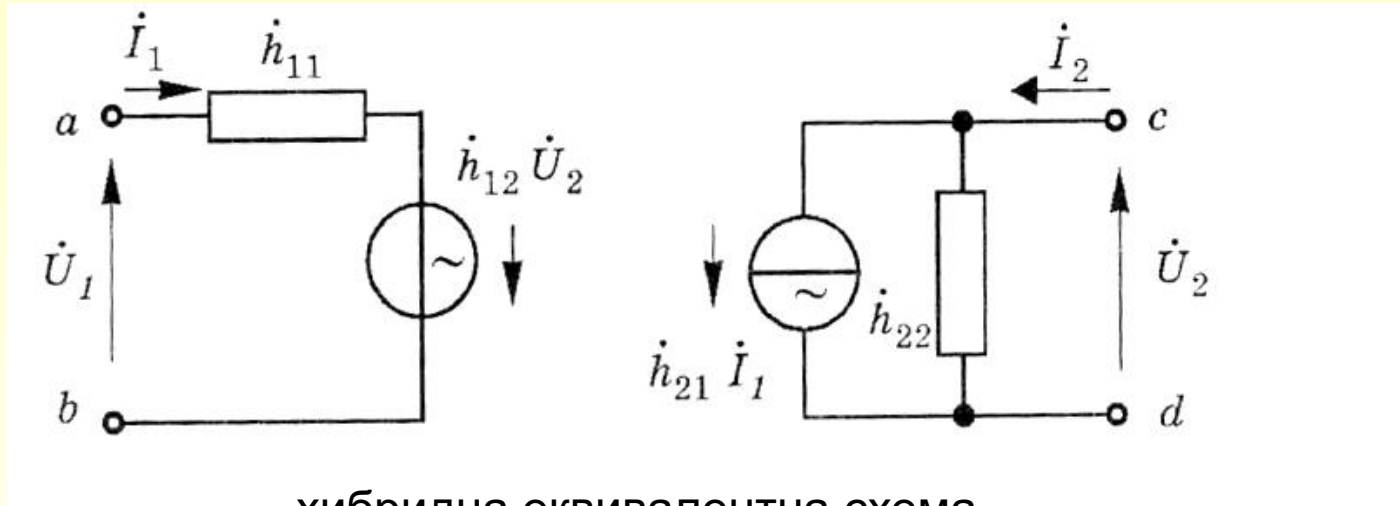 İ₁ ḣ₁₁
İ₂
a
c
ḣ₁₂ U̇₂
~
U̇₁
U̇₂
~
ḣ₂₂
ḣ₂₁ İ₁
b
d
хибридна еквивалентна схема